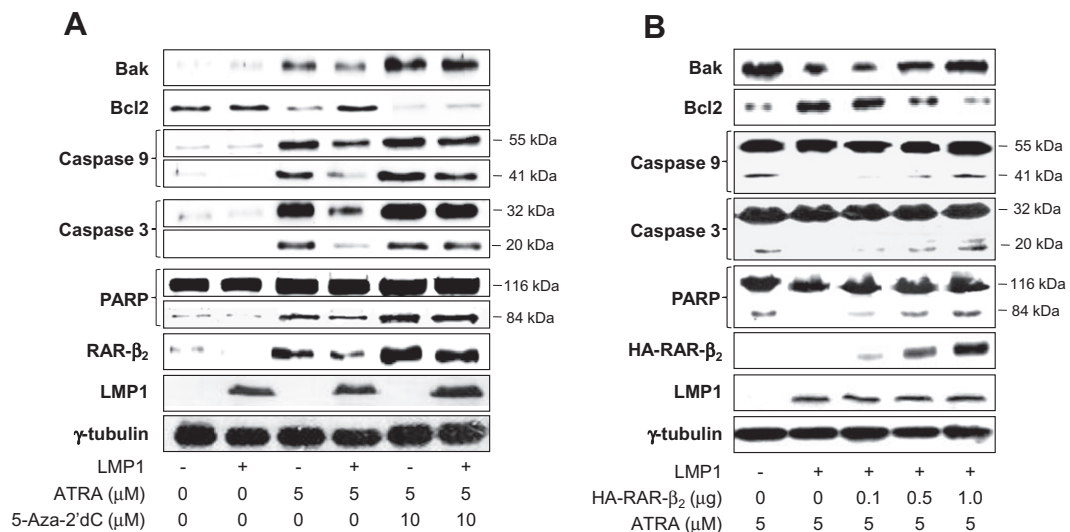 A
Bak
Bcl2
Caspase 9
55 kDa
41 kDa
Caspase 3
32 kDa
20 kDa
PARP
116 kDa
84 kDa
RAR-β2
LMP1
γ-tubulin
LMP1 - + - + - +
ATRA (μM) 0 0 5 5 5 5
5-Aza-2'dC (μM) 0 0 0 0 10 10
B
Bak
Bcl2
Caspase 9
55 kDa
41 kDa
Caspase 3
32 kDa
20 kDa
PARP
116 kDa
84 kDa
HA-RAR-β2
LMP1
γ-tubulin
LMP1 - + + + +
HA-RAR-β2 (μg) 0 0 0.1 0.5 1.0
ATRA (μM) 5 5 5 5 5